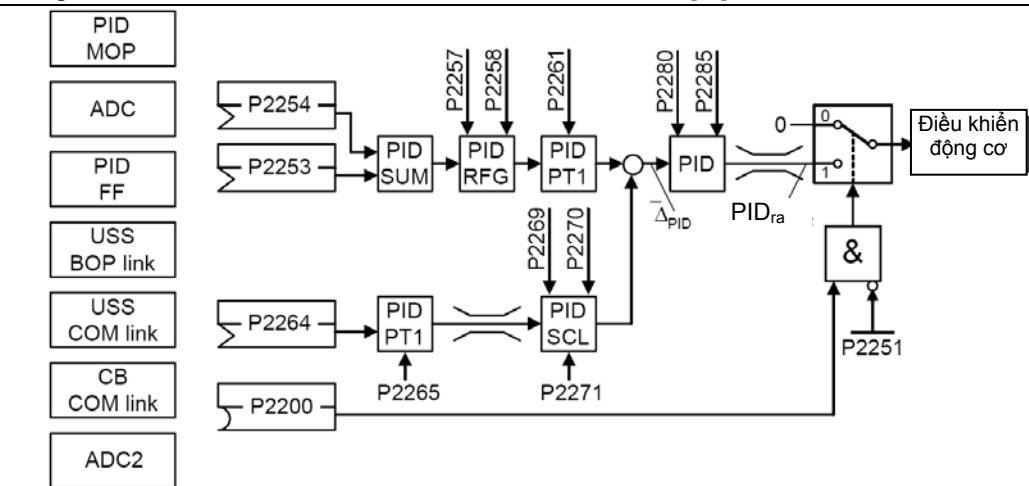 PID
MOP
ADC
PID
FF
USS
BOP link
USS
COM link
CB
COM link
ADC2
P2254
P2253
P2264
P2200
PID
SUM
P2257
P2258
PID
RFG
P2261
PID
PT1
P2280
P2285
PID
Δ̅PID
PIDra
0
0
1
Điều khiển
động cơ
&
P2251
PID
PT1
P2265
P2269
P2270
PID
SCL
P2271